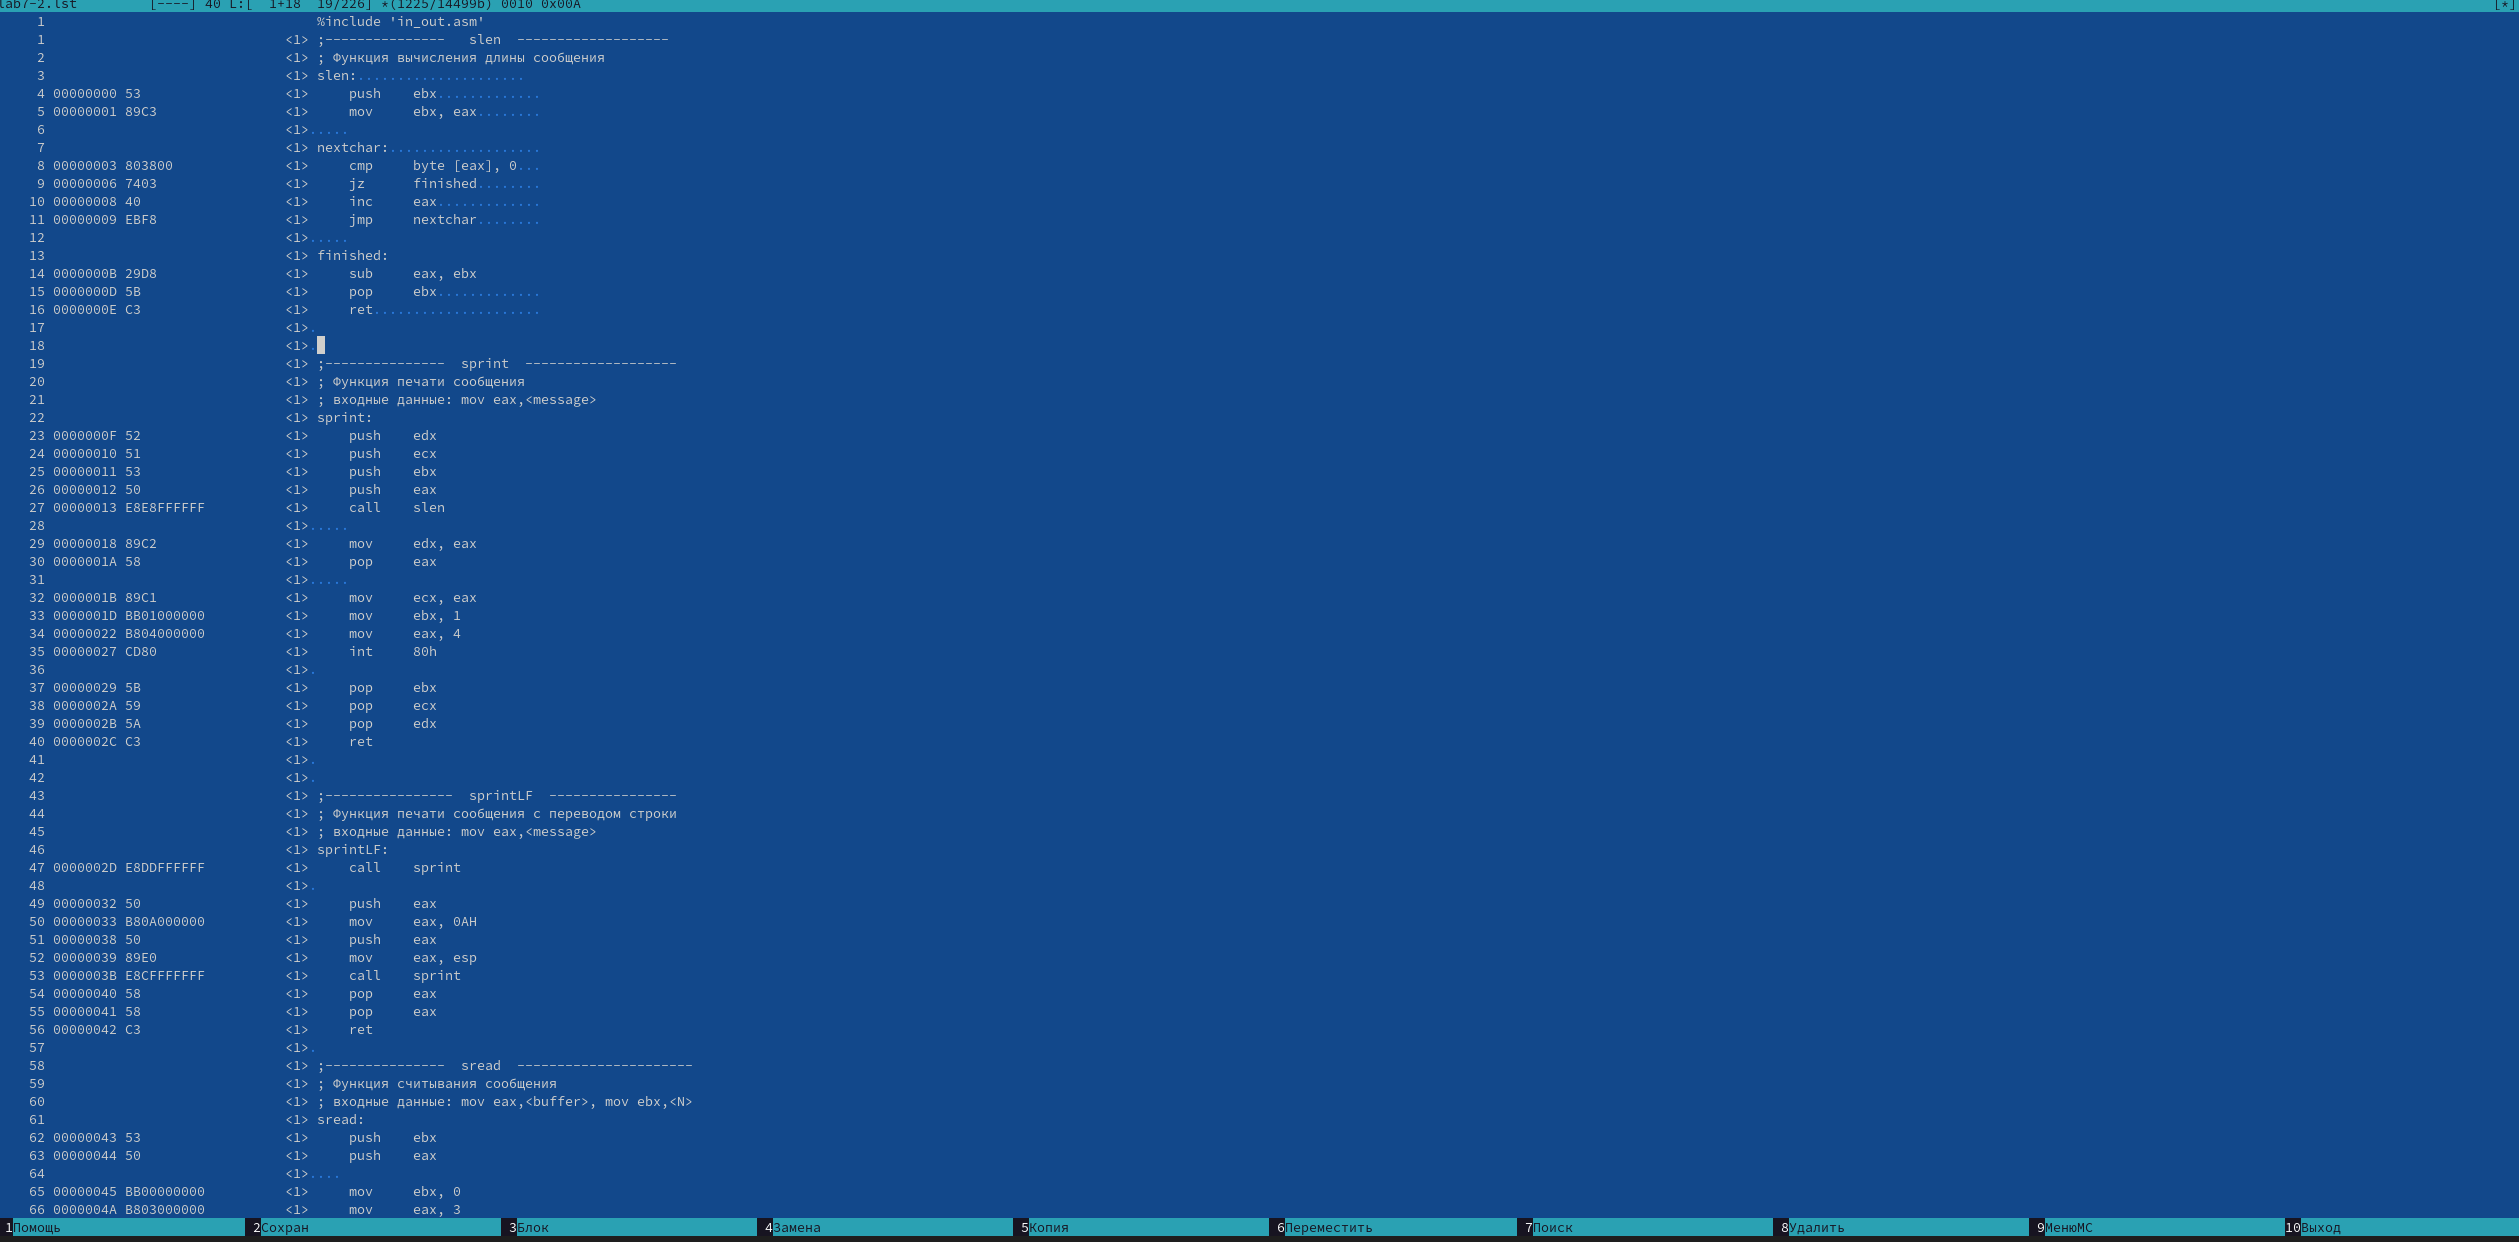 lab7-2.lst         [----] 40 L:[  1+18  19/226] *(1225/14499b) 0010 0x00A [*]
1 %include 'in_out.asm'
1 <1> ;---------------   slen  -------------------
2 <1> ; Функция вычисления длины сообщения
3 <1> slen:.....................
4 00000000 53 <1>     push    ebx.............
5 00000001 89C3 <1>     mov     ebx, eax........
6 <1>.....
7 <1> nextchar:...................
8 00000003 803800 <1>     cmp     byte [eax], 0...
9 00000006 7403 <1>     jz      finished........
10 00000008 40 <1>     inc     eax.............
11 00000009 EBF8 <1>     jmp     nextchar........
12 <1>.....
13 <1> finished:
14 0000000B 29D8 <1>     sub     eax, ebx
15 0000000D 5B <1>     pop     ebx.............
16 0000000E C3 <1>     ret.....................
17 <1>.
18 <1>.
19 <1> ;---------------  sprint  -------------------
20 <1> ; Функция печати сообщения
21 <1> ; входные данные: mov eax,<message>
22 <1> sprint:
23 0000000F 52 <1>     push    edx
24 00000010 51 <1>     push    ecx
25 00000011 53 <1>     push    ebx
26 00000012 50 <1>     push    eax
27 00000013 E8E8FFFFFF <1>     call    slen
28 <1>.....
29 00000018 89C2 <1>     mov     edx, eax
30 0000001A 58 <1>     pop     eax
31 <1>.....
32 0000001B 89C1 <1>     mov     ecx, eax
33 0000001D BB01000000 <1>     mov     ebx, 1
34 00000022 B804000000 <1>     mov     eax, 4
35 00000027 CD80 <1>     int     80h
36 <1>.
37 00000029 5B <1>     pop     ebx
38 0000002A 59 <1>     pop     ecx
39 0000002B 5A <1>     pop     edx
40 0000002C C3 <1>     ret
41 <1>.
42 <1>.
43 <1> ;----------------  sprintLF  ----------------
44 <1> ; Функция печати сообщения с переводом строки
45 <1> ; входные данные: mov eax,<message>
46 <1> sprintLF:
47 0000002D E8DDFFFFFF <1>     call    sprint
48 <1>.
49 00000032 50 <1>     push    eax
50 00000033 B80A000000 <1>     mov     eax, 0AH
51 00000038 50 <1>     push    eax
52 00000039 89E0 <1>     mov     eax, esp
53 0000003B E8CFFFFFFF <1>     call    sprint
54 00000040 58 <1>     pop     eax
55 00000041 58 <1>     pop     eax
56 00000042 C3 <1>     ret
57 <1>.
58 <1> ;---------------  sread  ----------------------
59 <1> ; Функция считывания сообщения
60 <1> ; входные данные: mov eax,<buffer>, mov ebx,<N>
61 <1> sread:
62 00000043 53 <1>     push    ebx
63 00000044 50 <1>     push    eax
64 <1>....
65 00000045 BB00000000 <1>     mov     ebx, 0
66 0000004A B803000000 <1>     mov     eax, 3
1Помощь 2Сохран 3Блок 4Замена 5Копия 6Переместить 7Поиск 8Удалить 9МенюMC 10Выход